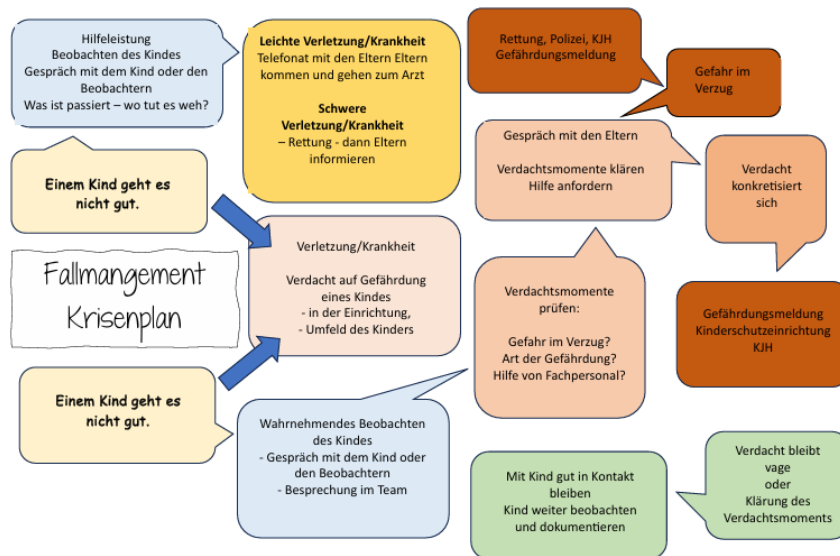 Hilfeleistung
Beobachten des Kindes
Gespräch mit dem Kind oder den
Beobachtern
Was ist passiert – wo tut es weh?
Leichte Verletzung/Krankheit
Telefonat mit den Eltern Eltern
kommen und gehen zum Arzt
Schwere
Verletzung/Krankheit
– Rettung - dann Eltern
informieren
Rettung, Polizei, KJH
Gefährdungsmeldung
Gefahr im
Verzug
Einem Kind geht es
nicht gut.
Gespräch mit den Eltern
Verdachtsmomente klären
Hilfe anfordern
Verdacht
konkretisiert
sich
Fallmangement
Krisenplan
Verletzung/Krankheit
Verdacht auf Gefährdung
eines Kindes
- in der Einrichtung,
- Umfeld des Kinders
Verdachtsmomente
prüfen:
Gefahr im Verzug?
Art der Gefährdung?
Hilfe von Fachpersonal?
Gefährdungsmeldung
Kinderschutzeinrichtung
KJH
Einem Kind geht es
nicht gut.
Wahrnehmendes Beobachten
des Kindes
- Gespräch mit dem Kind oder
den Beobachtern
- Besprechung im Team
Mit Kind gut in Kontakt
bleiben
Kind weiter beobachten
und dokumentieren
Verdacht bleibt
vage
oder
Klärung des
Verdachtsmoments